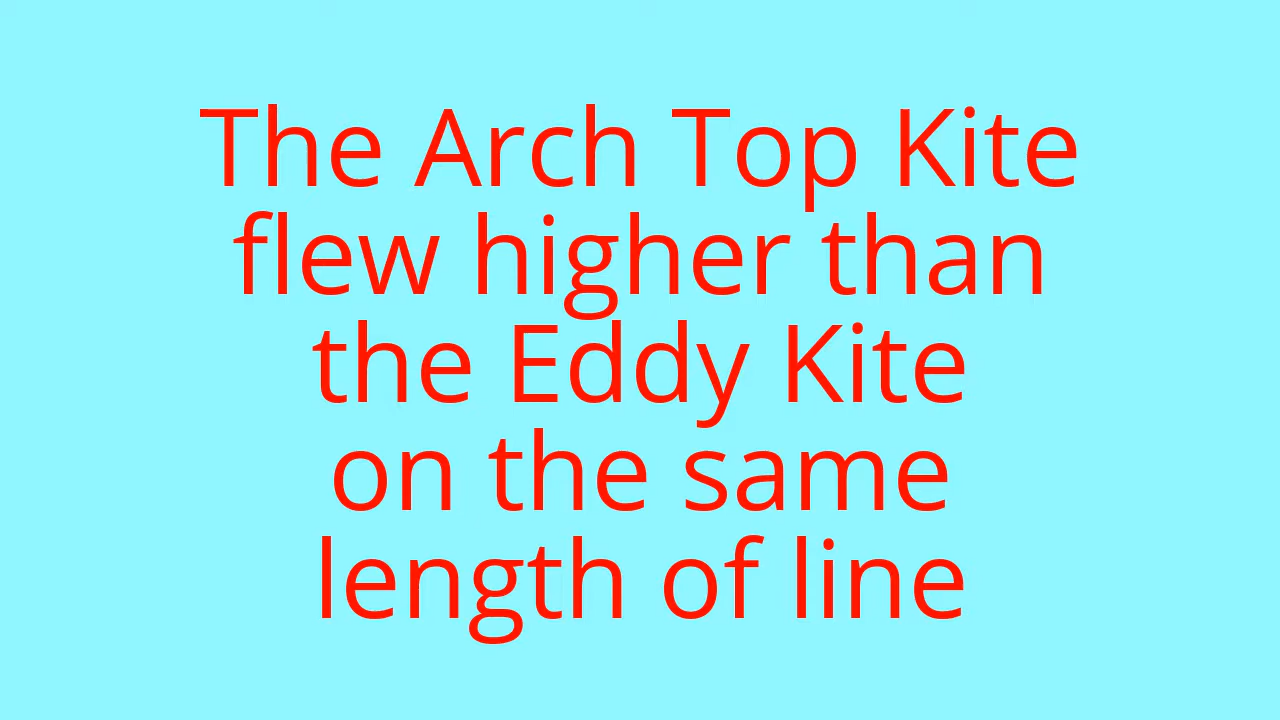 The Arch Top Kite
flew higher than
the Eddy Kite
on the same
length of line